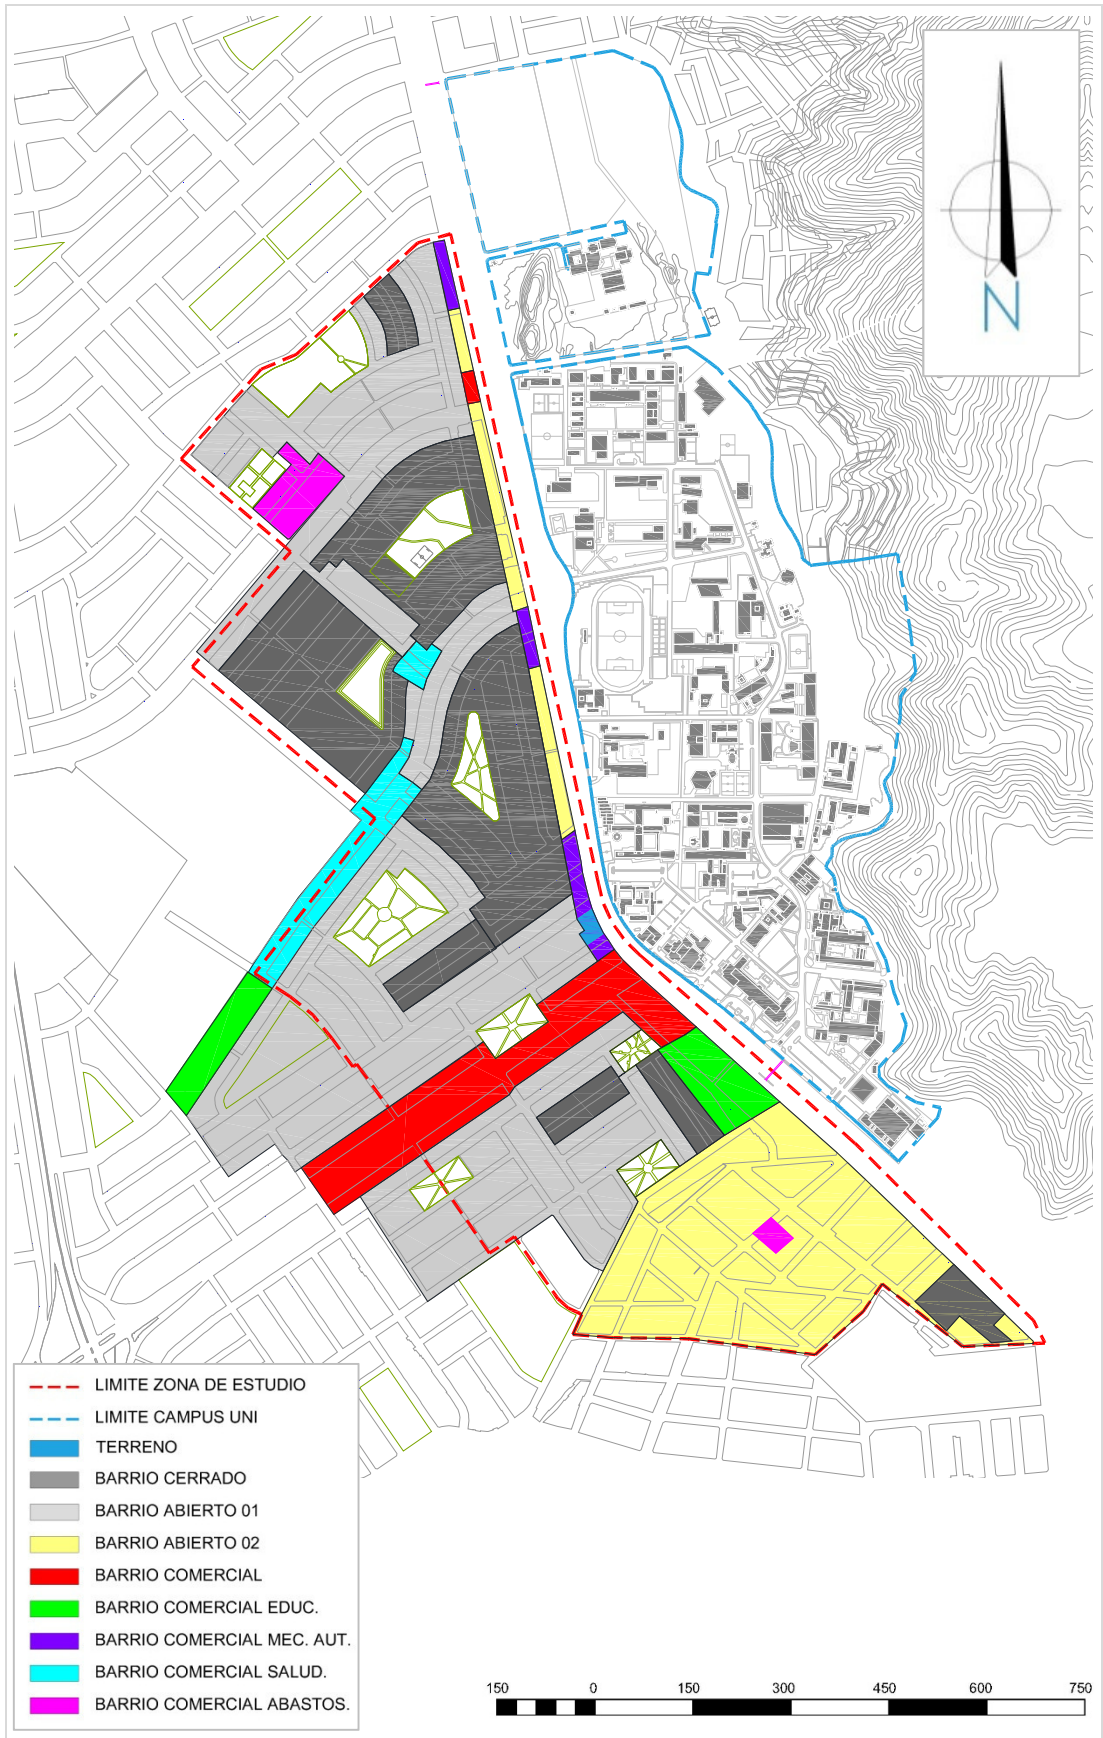 N
LIMITE ZONA DE ESTUDIO
LIMITE CAMPUS UNI
TERRENO
BARRIO CERRADO
BARRIO ABIERTO 01
BARRIO ABIERTO 02
BARRIO COMERCIAL
BARRIO COMERCIAL EDUC.
BARRIO COMERCIAL MEC. AUT.
BARRIO COMERCIAL SALUD.
BARRIO COMERCIAL ABASTOS.
150 0 150 300 450 600 750